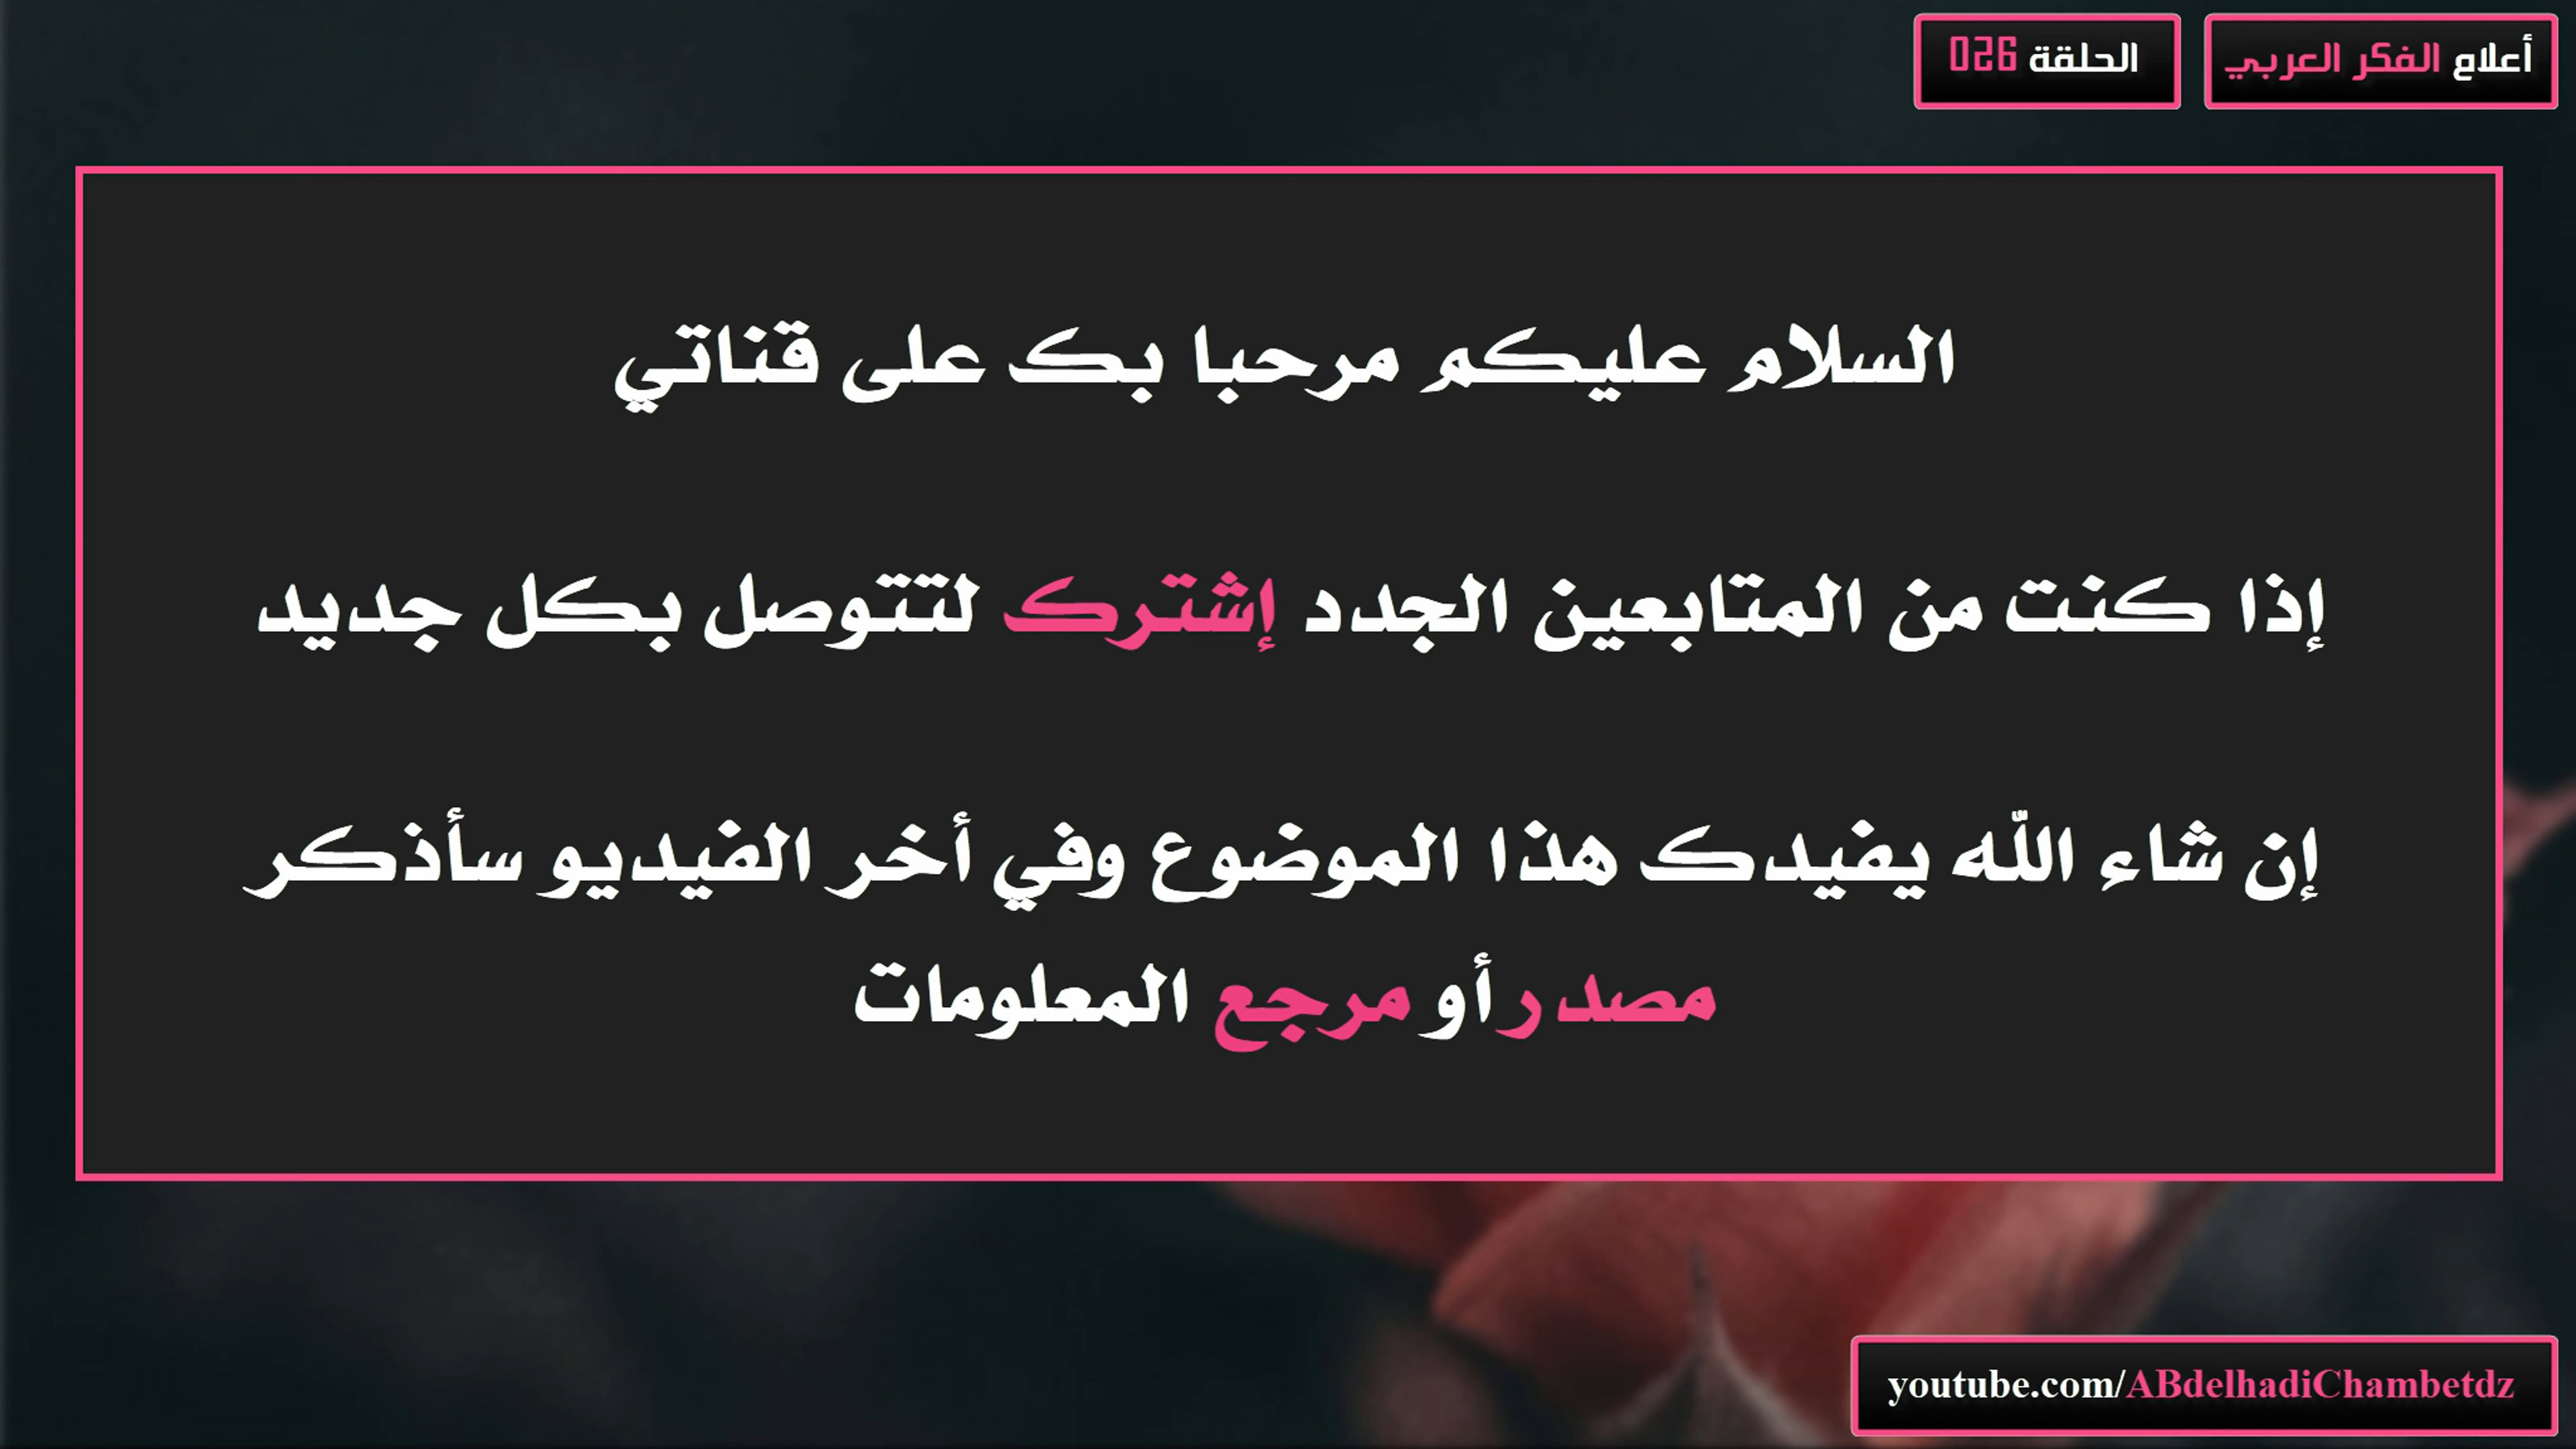 أعلام الفكر العربي
الحلقة 026
السلام عليكم مرحبا بك على قناتي
إذا كنت من المتابعين الجدد إشترك لتتوصل بكل جديد
إن شاء الله يفيدك هذا الموضوع وفي أخر الفيديو سأذكر
مصدر أو مرجع المعلومات
youtube.com/ABdelhadiChambetdz